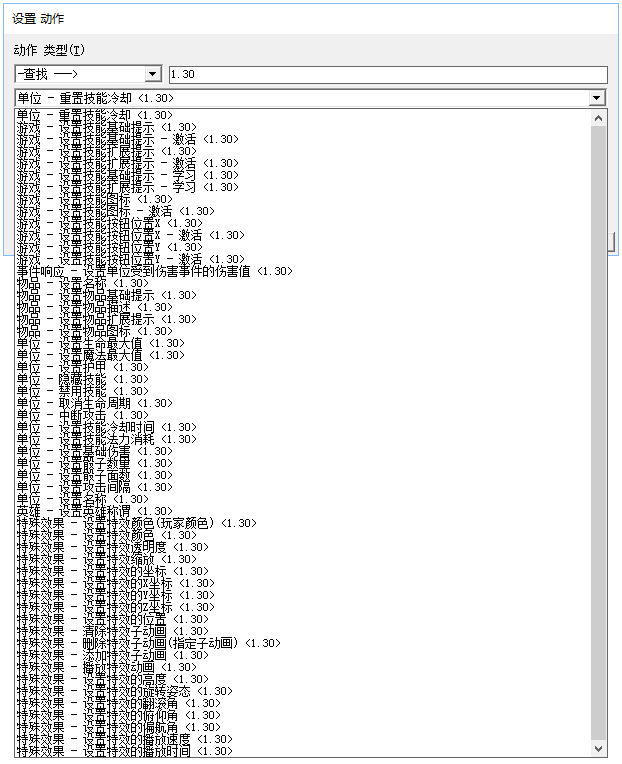 设置 动作
动作 类型(T)
-查找 --->
1.30
单位 - 重置技能冷却 <1.30>
单位 - 重置技能冷却 <1.30>
游戏 - 设置技能基础提示 <1.30>
游戏 - 设置技能基础提示 - 激活 <1.30>
游戏 - 设置技能扩展提示 <1.30>
游戏 - 设置技能扩展提示 - 激活 <1.30>
游戏 - 设置技能基础提示 - 学习 <1.30>
游戏 - 设置技能扩展提示 - 学习 <1.30>
游戏 - 设置技能图标 <1.30>
游戏 - 设置技能图标 - 激活 <1.30>
游戏 - 设置技能按钮位置X <1.30>
游戏 - 设置技能按钮位置X - 激活 <1.30>
游戏 - 设置技能按钮位置Y <1.30>
游戏 - 设置技能按钮位置Y - 激活 <1.30>
事件响应 - 设置单位受到伤害事件的伤害值 <1.30>
物品 - 设置名称 <1.30>
物品 - 设置物品基础提示 <1.30>
物品 - 设置物品描述 <1.30>
物品 - 设置物品扩展提示 <1.30>
物品 - 设置物品图标 <1.30>
单位 - 设置生命最大值 <1.30>
单位 - 设置魔法最大值 <1.30>
单位 - 设置护甲 <1.30>
单位 - 隐藏技能 <1.30>
单位 - 禁用技能 <1.30>
单位 - 取消生命周期 <1.30>
单位 - 中断攻击 <1.30>
单位 - 设置技能冷却时间 <1.30>
单位 - 设置技能法力消耗 <1.30>
单位 - 设置基础伤害 <1.30>
单位 - 设置骰子数量 <1.30>
单位 - 设置骰子面数 <1.30>
单位 - 设置攻击间隔 <1.30>
单位 - 设置名称 <1.30>
英雄 - 设置英雄称谓 <1.30>
特殊效果 - 设置特效颜色(玩家颜色) <1.30>
特殊效果 - 设置特效颜色 <1.30>
特殊效果 - 设置特效透明度 <1.30>
特殊效果 - 设置特效缩放 <1.30>
特殊效果 - 设置特效的坐标 <1.30>
特殊效果 - 设置特效的X坐标 <1.30>
特殊效果 - 设置特效的Y坐标 <1.30>
特殊效果 - 设置特效的Z坐标 <1.30>
特殊效果 - 设置特效的位置 <1.30>
特殊效果 - 清除特效子动画 <1.30>
特殊效果 - 删除特效子动画(指定子动画) <1.30>
特殊效果 - 添加特效子动画 <1.30>
特殊效果 - 播放特效动画 <1.30>
特殊效果 - 设置特效的高度 <1.30>
特殊效果 - 设置特效的旋转姿态 <1.30>
特殊效果 - 设置特效的翻滚角 <1.30>
特殊效果 - 设置特效的俯仰角 <1.30>
特殊效果 - 设置特效的偏航角 <1.30>
特殊效果 - 设置特效的播放速度 <1.30>
特殊效果 - 设置特效的播放时间 <1.30>